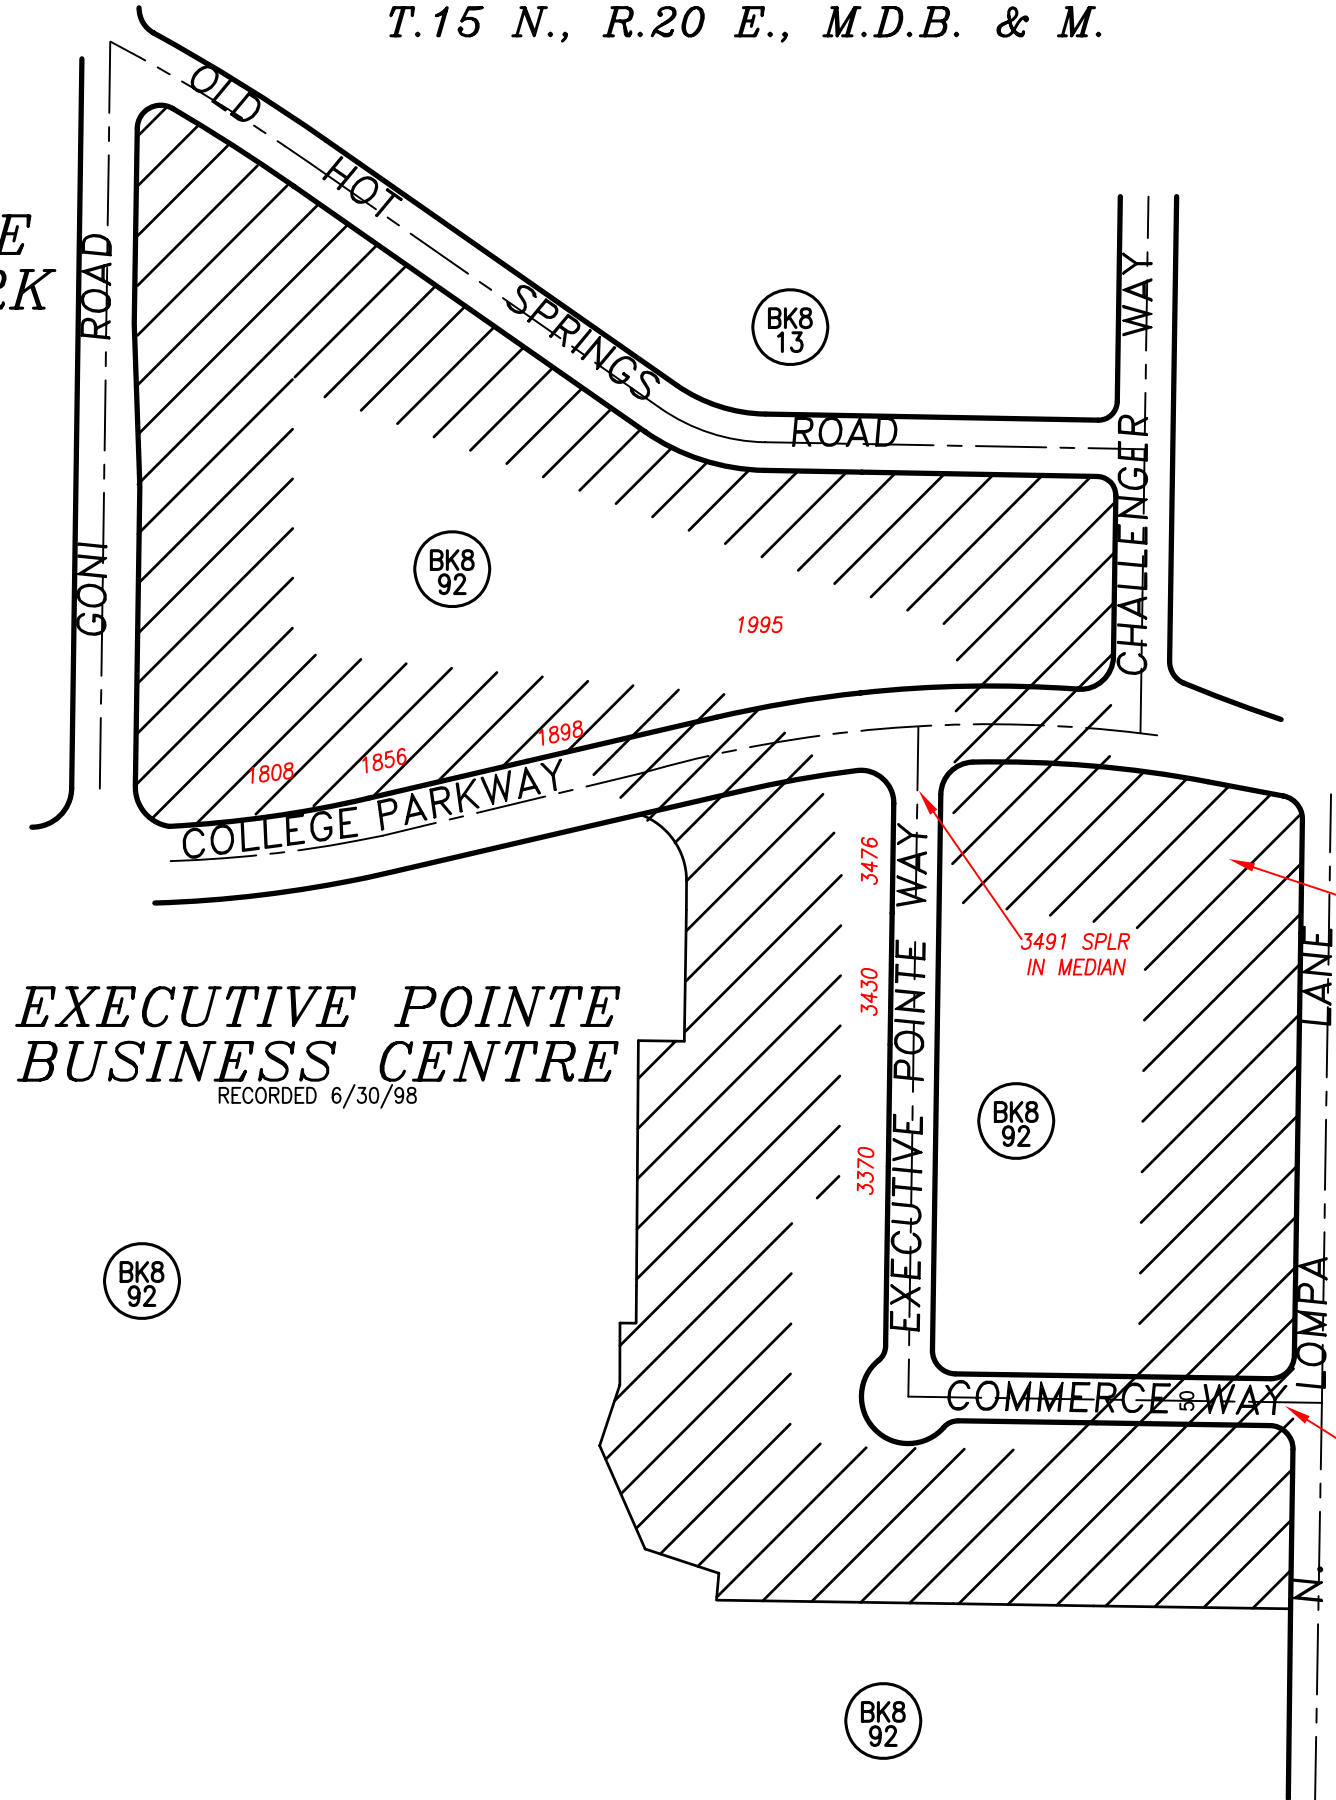 T.15 N., R.20 E., M.D.B. & M.
OLD HOT SPRINGS ROAD
GONI ROAD
CHALLENGER WAY
BK8
13
BK8
92
1995
1808
1856
1898
COLLEGE PARKWAY
3476
3430
3370
EXECUTIVE POINTE WAY
3491 SPLR
IN MEDIAN
N. LOMPA LANE
EXECUTIVE POINTE
BUSINESS CENTRE
RECORDED 6/30/98
BK8
92
BK8
92
COMMERCE WAY
50
BK8
92